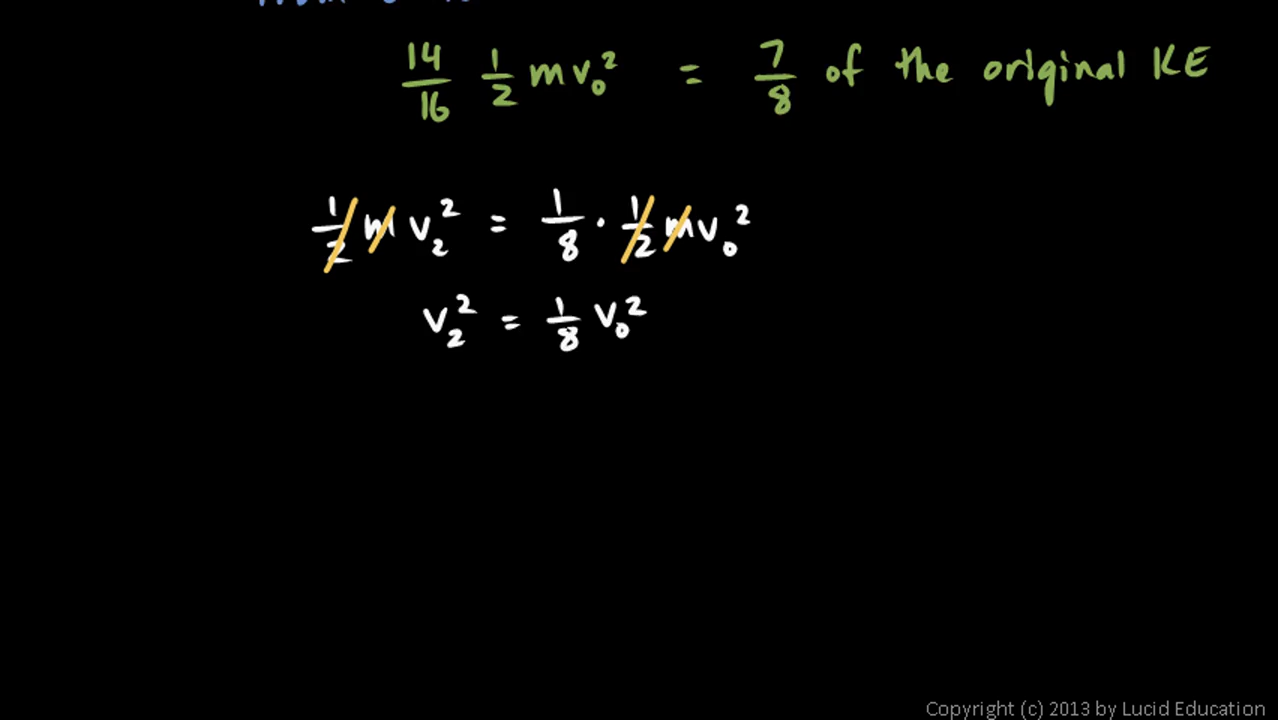 14/16 1/2 mv₀² = 7/8 of the original KE
1/2 m v₂² = 1/8 · 1/2 m v₀²
v₂² = 1/8 v₀²
Copyright (c) 2013 by Lucid Education